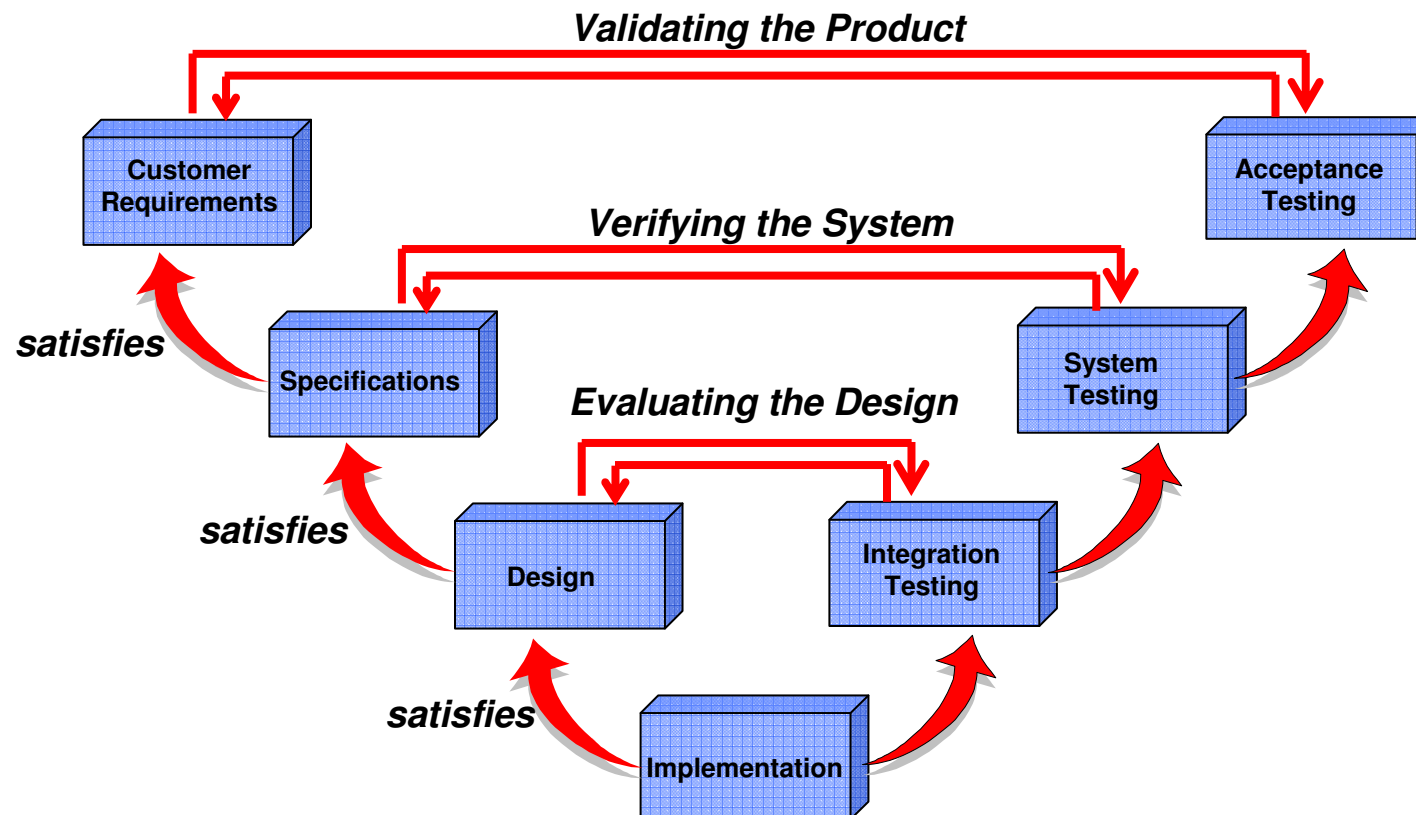 Validating the Product
Customer
Requirements
Acceptance
Testing
Verifying the System
satisfies
Specifications
System
Testing
Evaluating the Design
satisfies
Design
Integration
Testing
satisfies
Implementation